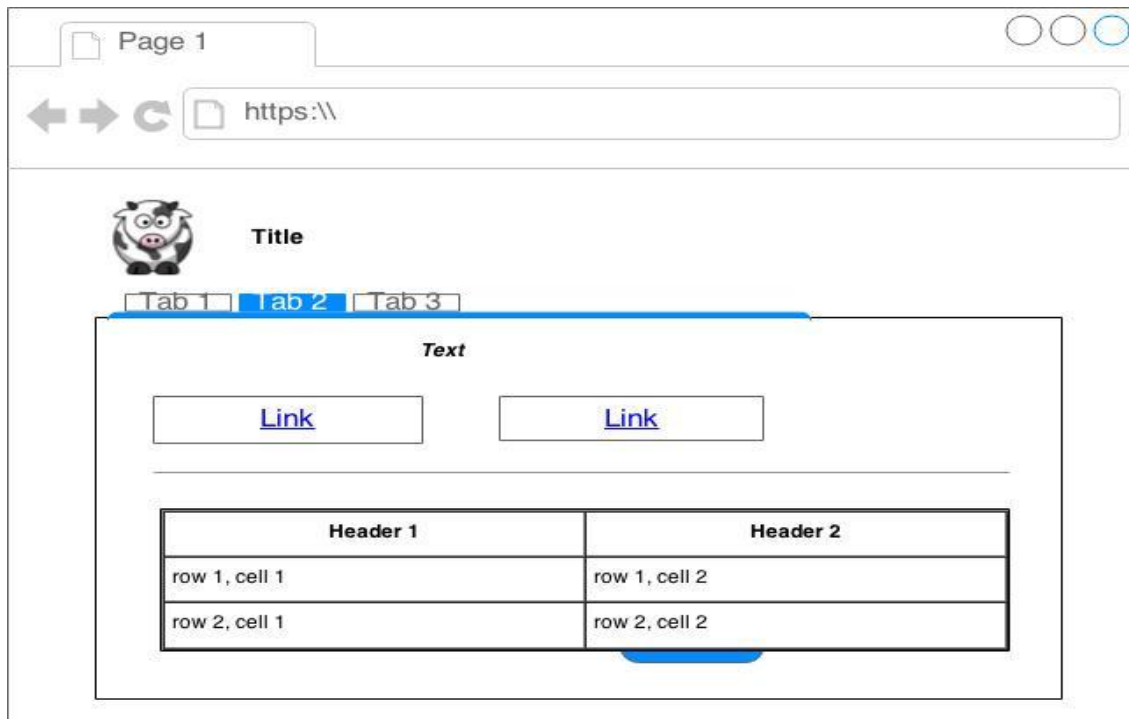 Page 1
https:\\
Title
Tab 1 Tab 2 Tab 3
Text
Link Link
Header 1 Header 2
row 1, cell 1 row 1, cell 2
row 2, cell 1 row 2, cell 2